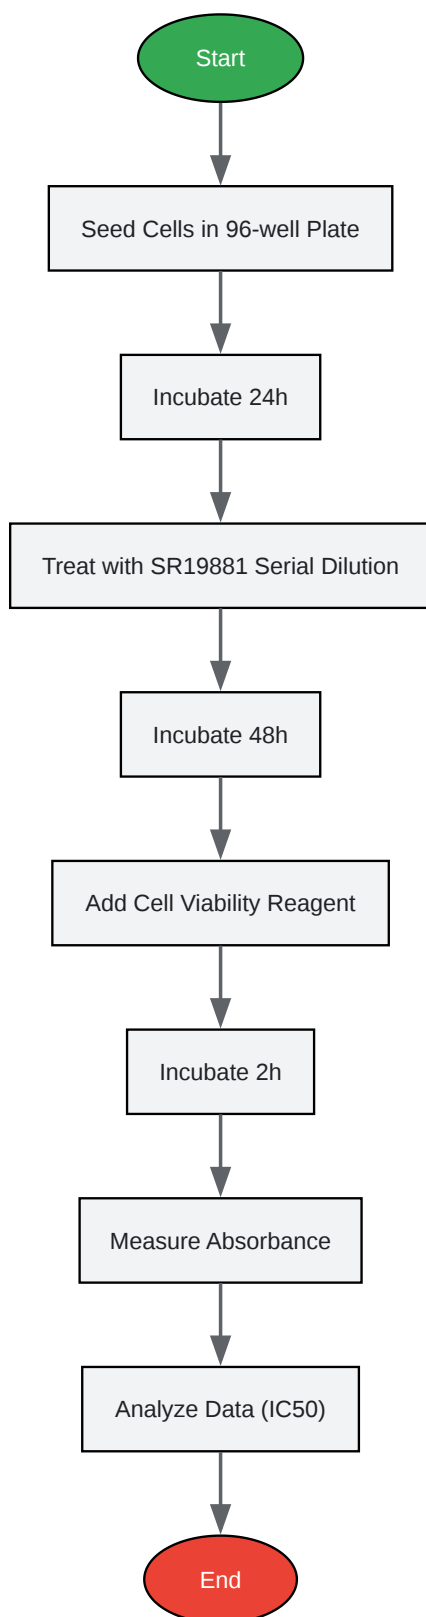 Start
Seed Cells in 96-well Plate
Incubate 24h
Treat with SR19881 Serial Dilution
Incubate 48h
Add Cell Viability Reagent
Incubate 2h
Measure Absorbance
Analyze Data (IC50)
End